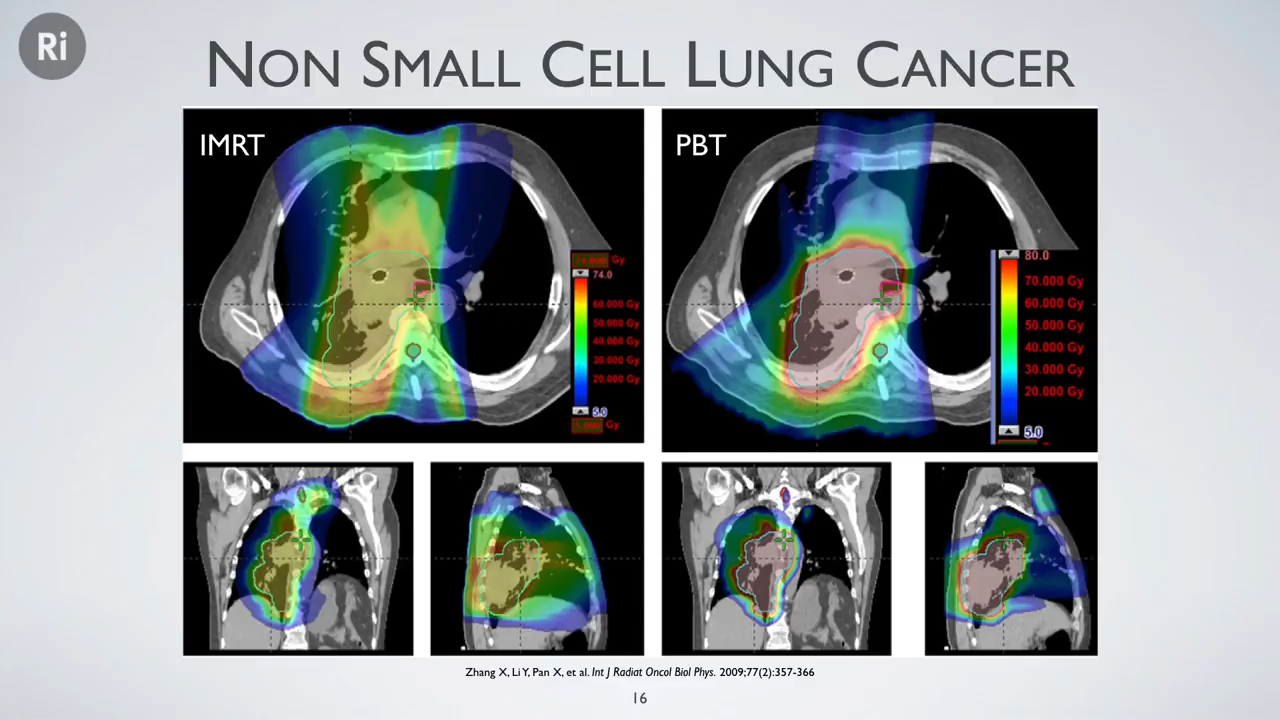 Ri
NON SMALL CELL LUNG CANCER
IMRT
Gy
74.0
60.000 Gy
50.000 Gy
40.000 Gy
30.000 Gy
20.000 Gy
5.0
Gy
PBT
80.0
70.000 Gy
60.000 Gy
50.000 Gy
40.000 Gy
30.000 Gy
20.000 Gy
5.0
Zhang X, Li Y, Pan X, et al. Int J Radiat Oncol Biol Phys. 2009;77(2):357-366
16